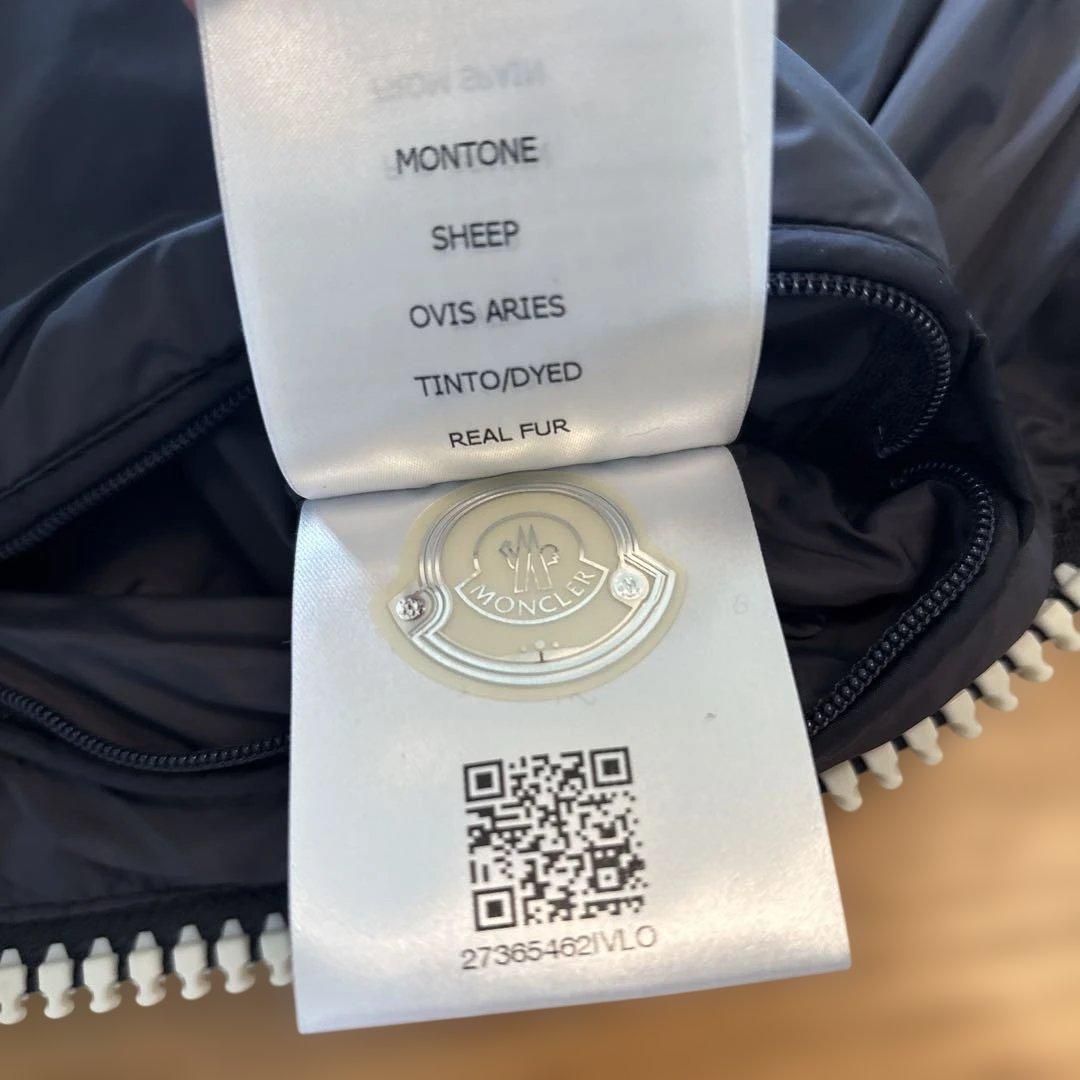 MONTONE
SHEEP
OVIS ARIES
TINTO/DYED
REAL FUR
MONCLER
27365462IVLO